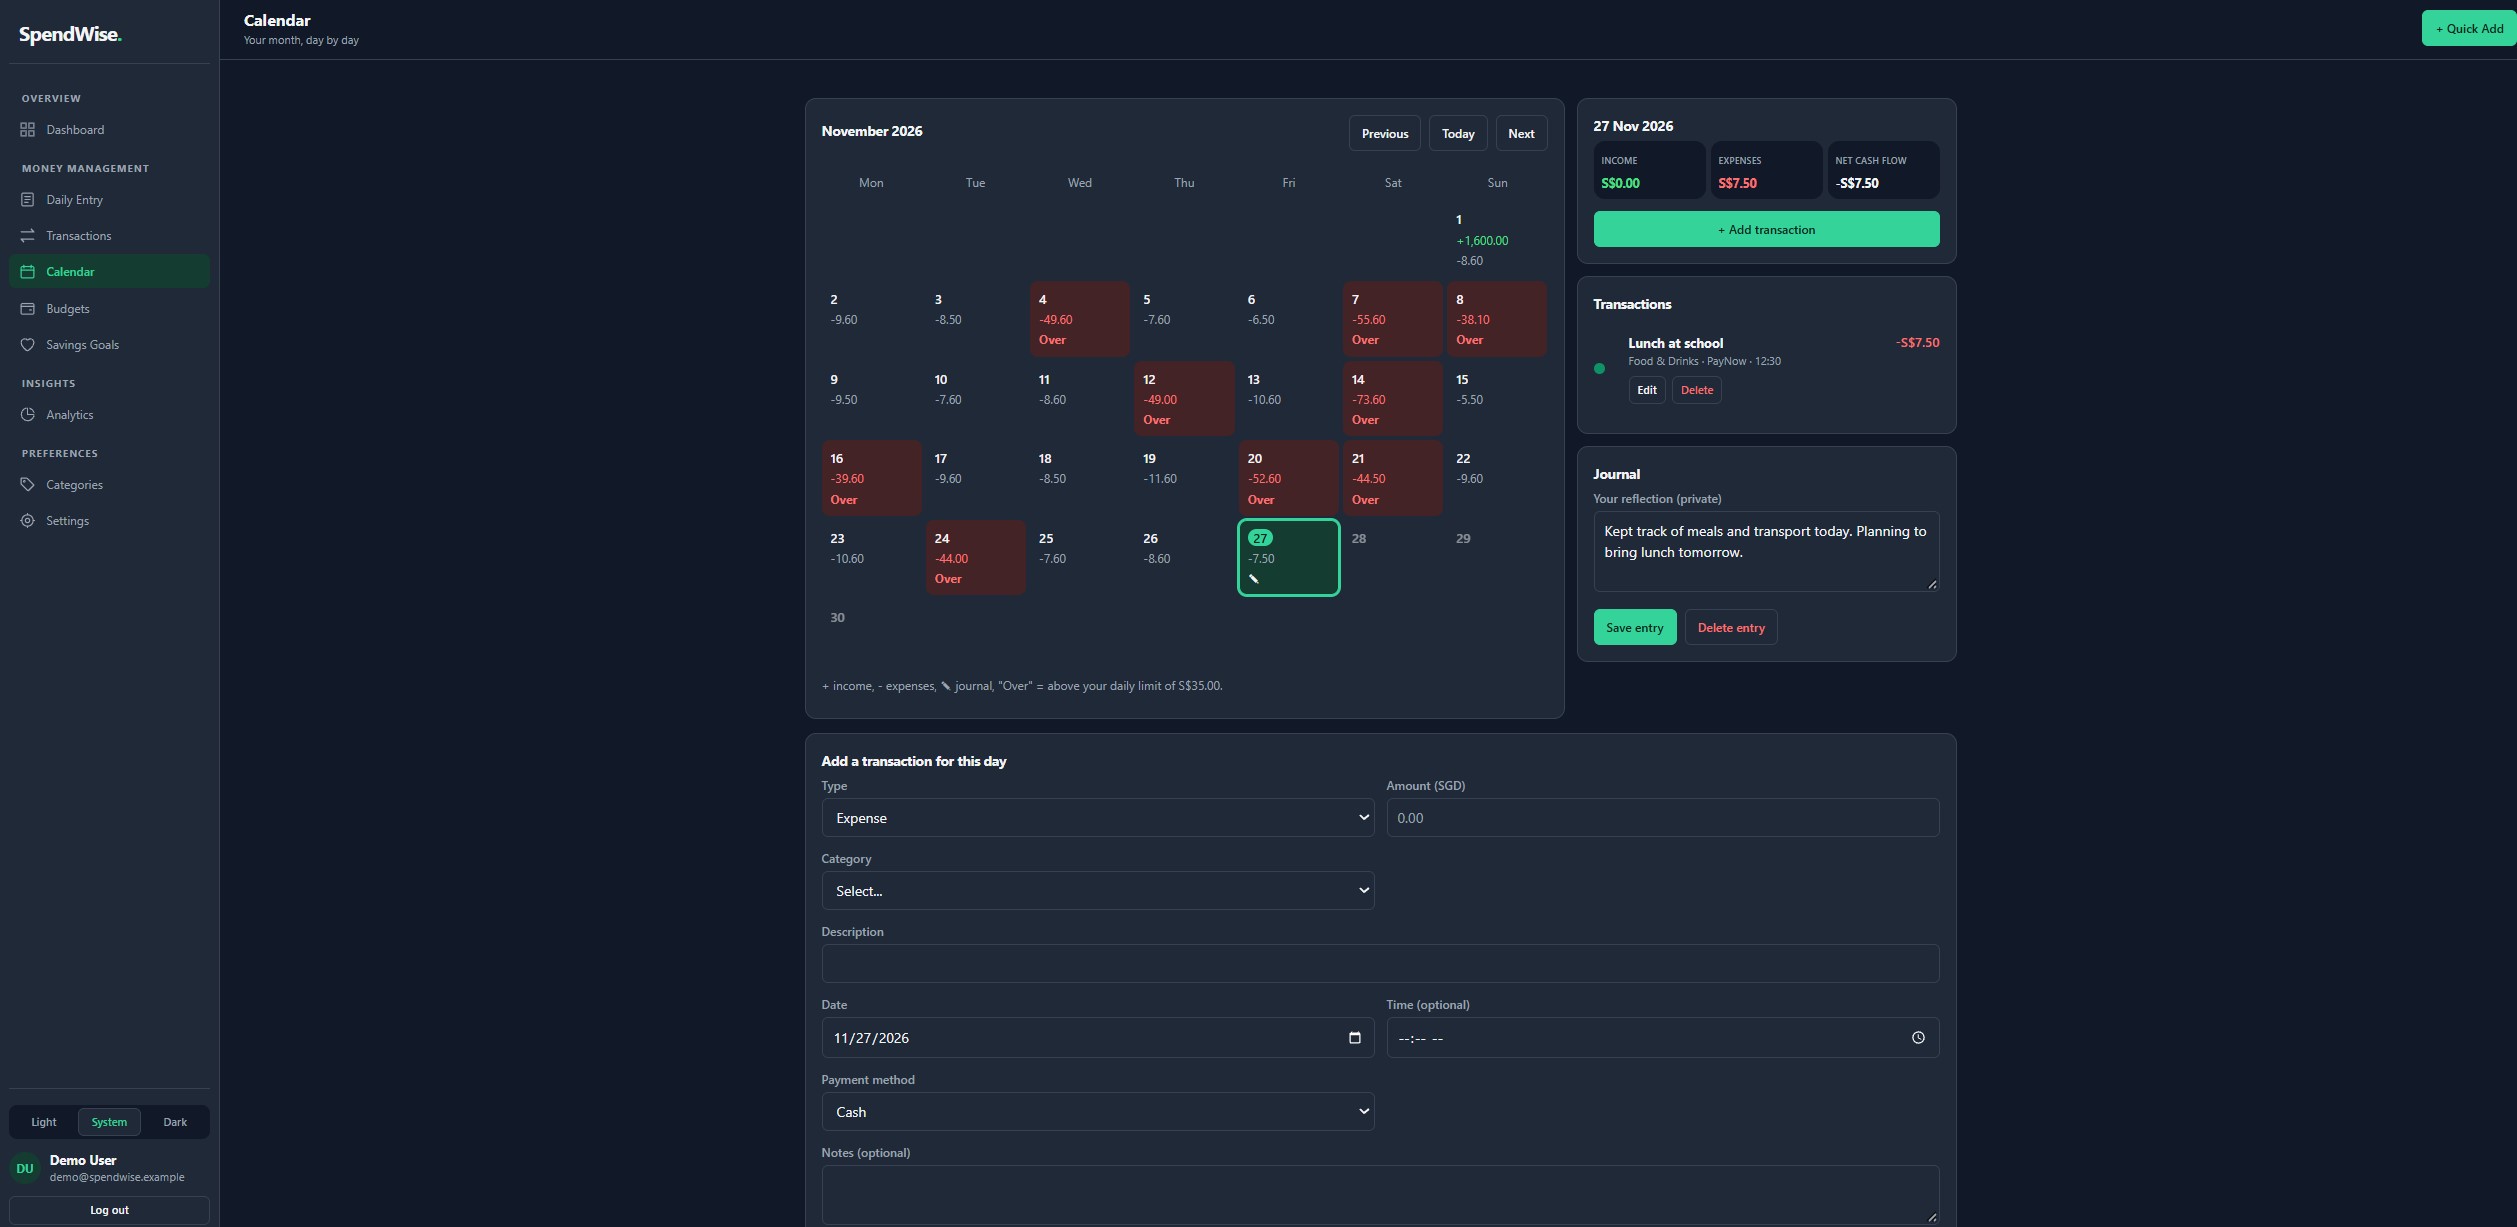 SpendWise.
OVERVIEW
Dashboard
MONEY MANAGEMENT
Daily Entry
Transactions
Calendar
Budgets
Savings Goals
INSIGHTS
Analytics
PREFERENCES
Categories
Settings
Light System Dark
DU
Demo User
demo@spendwise.example
Log out
Calendar
Your month, day by day
+ Quick Add
November 2026
Previous Today Next
Mon Tue Wed Thu Fri Sat Sun
1
+1,600.00
-8.60
2 3 4 5 6 7 8
-9.60 -8.50 -49.60 -7.60 -6.50 -55.60 -38.10
Over Over Over
9 10 11 12 13 14 15
-9.50 -7.60 -8.60 -49.00 -10.60 -73.60 -5.50
Over Over
16 17 18 19 20 21 22
-39.60 -9.60 -8.50 -11.60 -52.60 -44.50 -9.60
Over Over Over
23 24 25 26 27 28 29
-10.60 -44.00 -7.60 -8.60 -7.50
Over
30
+ income, - expenses, journal, "Over" = above your daily limit of S$35.00.
27 Nov 2026
INCOME EXPENSES NET CASH FLOW
S$0.00 S$7.50 -S$7.50
+ Add transaction
Transactions
Lunch at school -S$7.50
Food & Drinks · PayNow · 12:30
Edit Delete
Journal
Your reflection (private)
Kept track of meals and transport today. Planning to
bring lunch tomorrow.
Save entry Delete entry
Add a transaction for this day
Type Amount (SGD)
Expense 0.00
Category
Select...
Description
Date Time (optional)
11/27/2026 --:-- --
Payment method
Cash
Notes (optional)